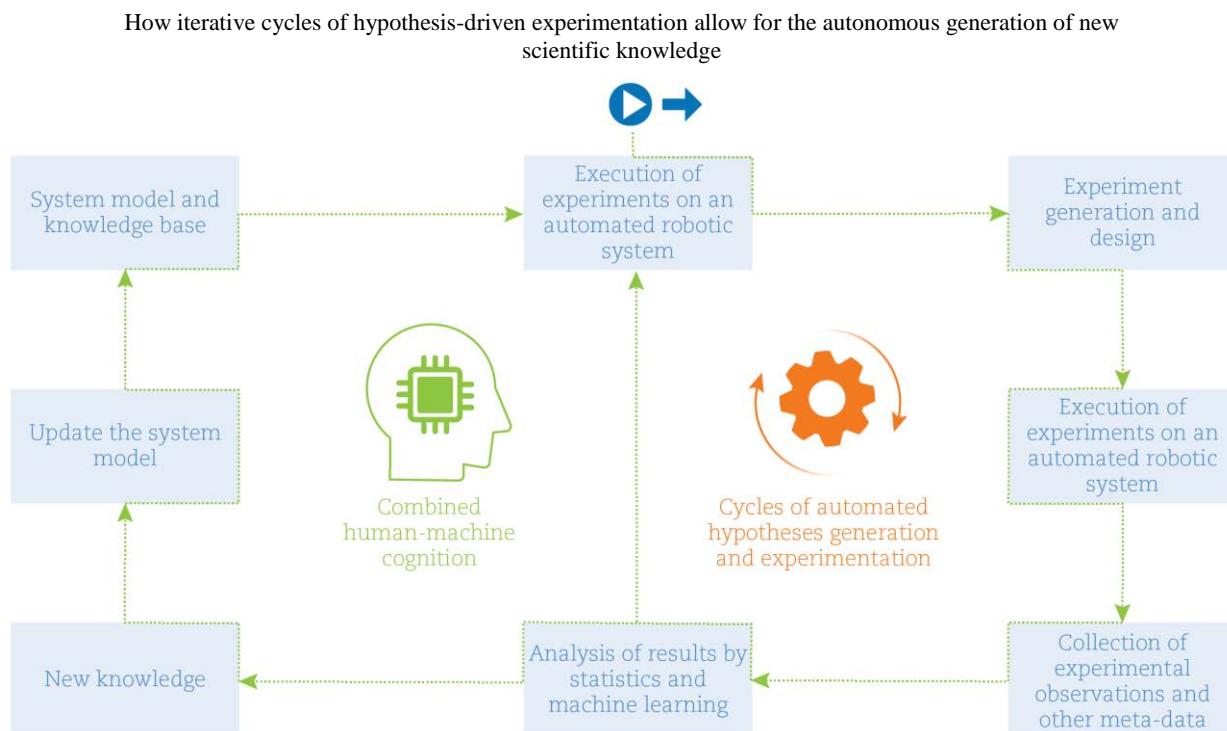 How iterative cycles of hypothesis-driven experimentation allow for the autonomous generation of new
scientific knowledge
System model and
knowledge base
Execution of
experiments on an
automated robotic
system
Experiment
generation and
design
Update the system
model
Combined
human-machine
cognition
Cycles of automated
hypotheses generation
and experimentation
Execution of
experiments on an
automated robotic
system
New knowledge
Analysis of results by
statistics and
machine learning
Collection of
experimental
observations and
other meta-data